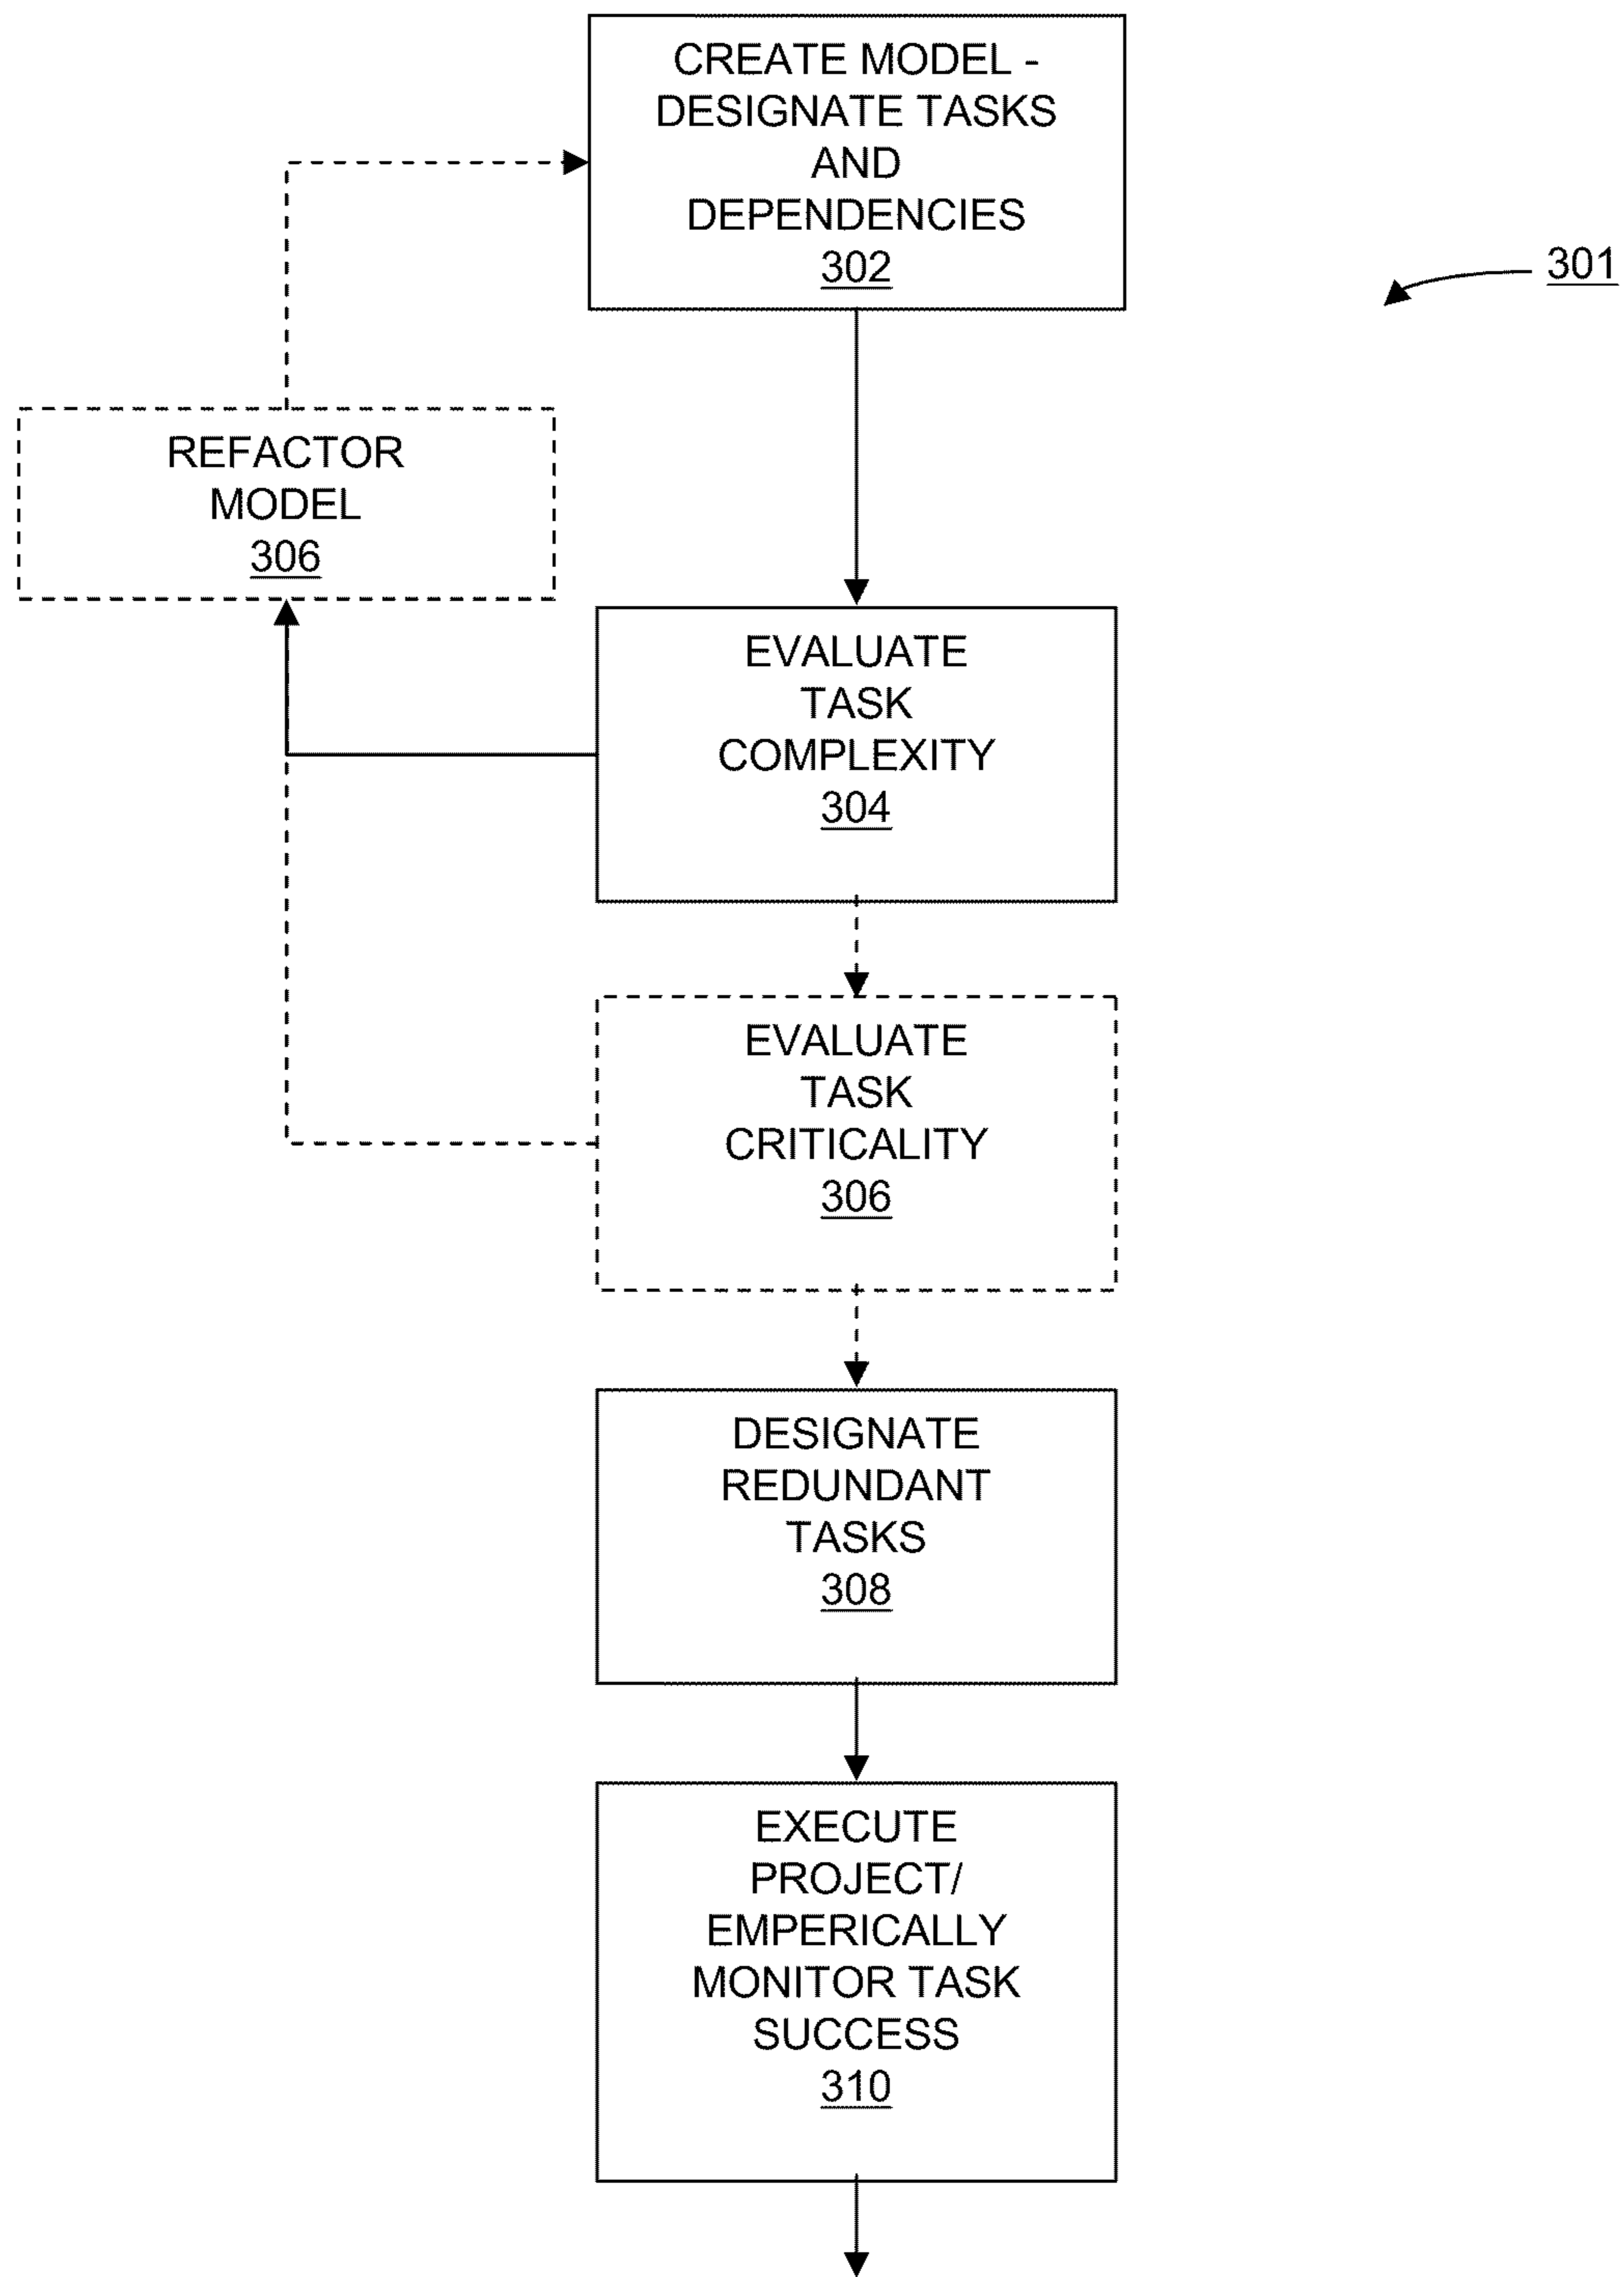 CREATE MODEL -
DESIGNATE TASKS
AND
DEPENDENCIES
302
301
REFACTOR
MODEL
306
EVALUATE
TASK
COMPLEXITY
304
EVALUATE
TASK
CRITICALITY
306
DESIGNATE
REDUNDANT
TASKS
308
EXECUTE
PROJECT/
EMPERICALLY
MONITOR TASK
SUCCESS
310